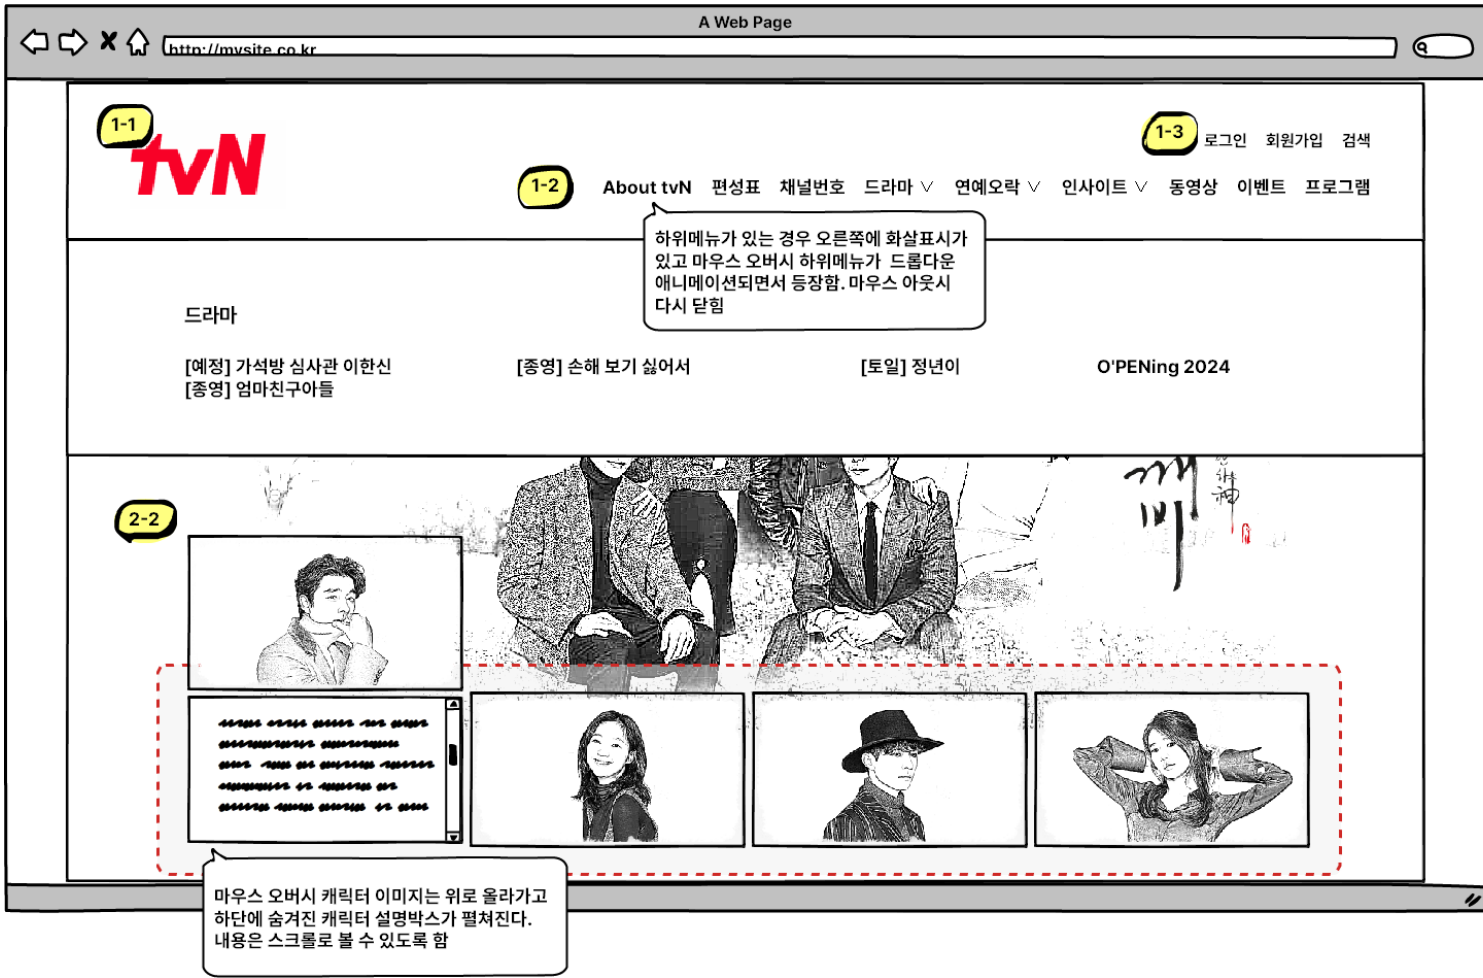 A Web Page
http://mysite.co.kr
1-1
tvN
1-3
로그인 회원가입 검색
1-2
About tvN 편성표 채널번호 드라마 ∨ 연예오락 ∨ 인사이트 ∨ 동영상 이벤트 프로그램
하위메뉴가 있는 경우 오른쪽에 화살표시가
있고 마우스 오버시 하위메뉴가 드롭다운
애니메이션되면서 등장함. 마우스 아웃시
다시 닫힘
드라마
[예정] 가석방 심사관 이한신
[종영] 엄마친구아들
[종영] 손해 보기 싫어서
[토일] 정년이
O'PENing 2024
깨비
2-2
마우스 오버시 캐릭터 이미지는 위로 올라가고
하단에 숨겨진 캐릭터 설명박스가 펼쳐진다.
내용은 스크롤로 볼 수 있도록 함